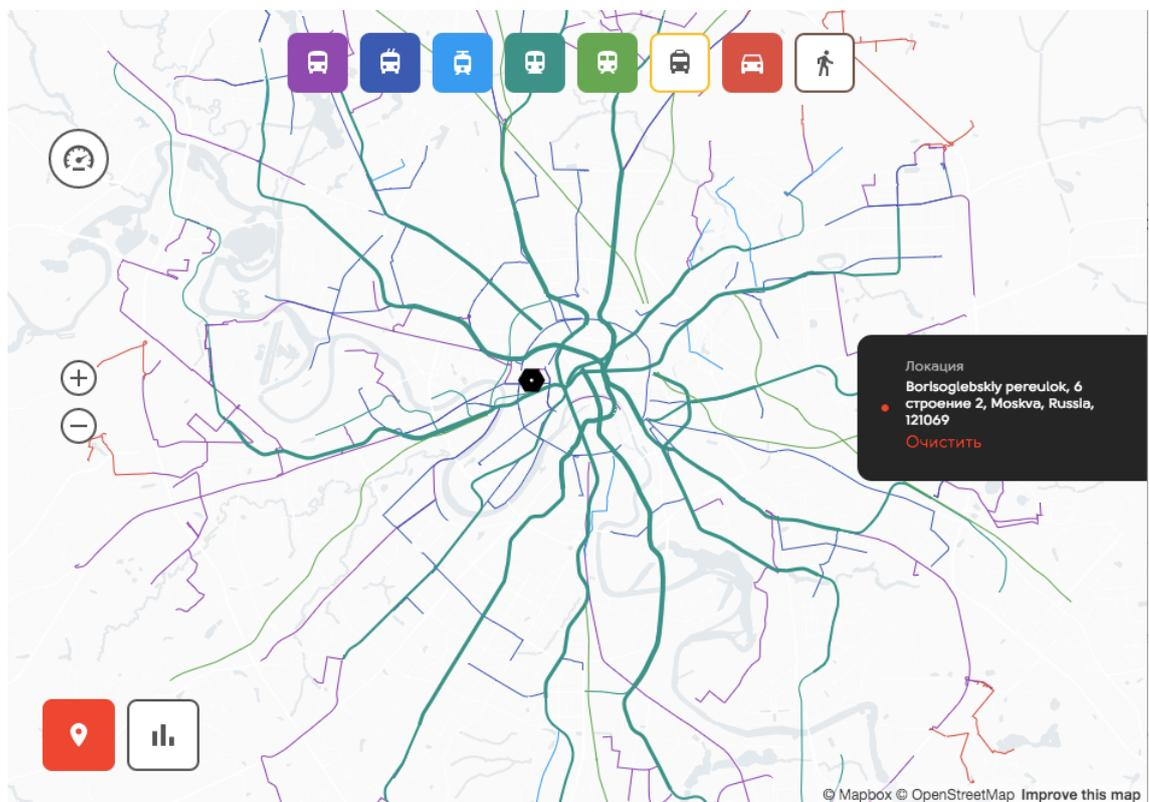 Локация
Borisoglebskiy pereulok, 6
строение 2, Moskva, Russia,
121069
Очистить
© Mapbox © OpenStreetMap Improve this map